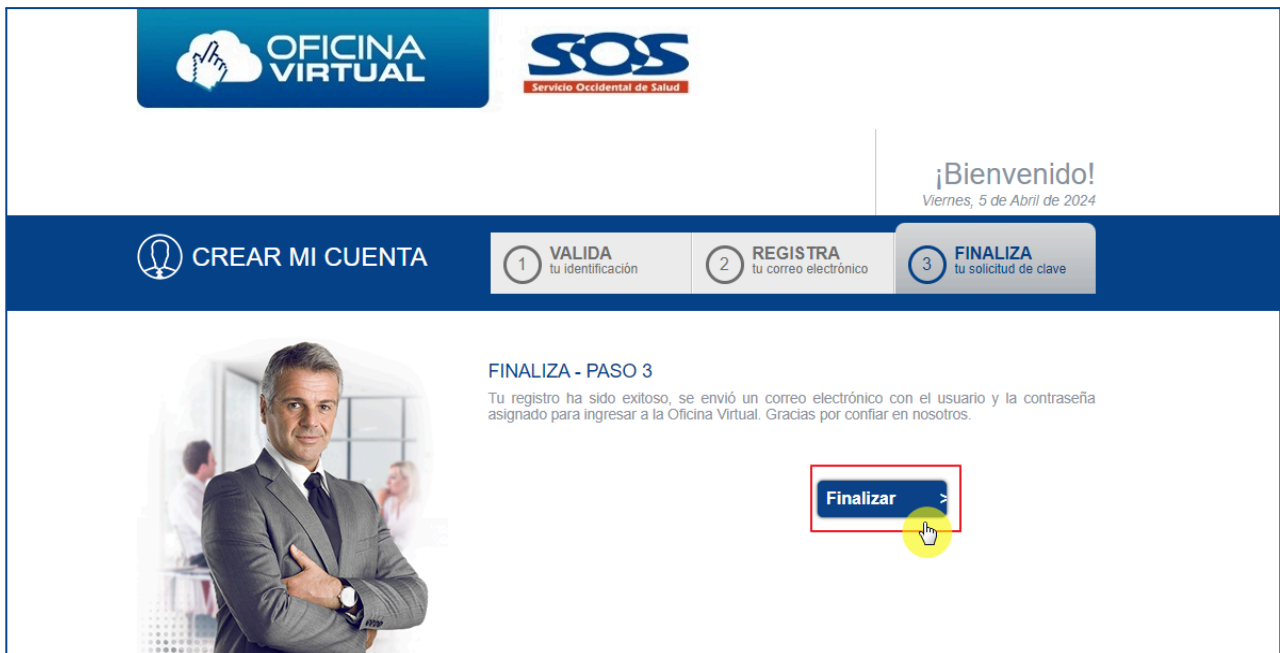 OFICINA
VIRTUAL
SOS
Servicio Occidental de Salud
¡Bienvenido!
Viernes, 5 de Abril de 2024
CREAR MI CUENTA
1 VALIDA
tu identificación
2 REGISTRA
tu correo electrónico
3 FINALIZA
tu solicitud de clave
FINALIZA - PASO 3
Tu registro ha sido exitoso, se envió un correo electrónico con el usuario y la contraseña
asignado para ingresar a la Oficina Virtual. Gracias por confiar en nosotros.
Finalizar >